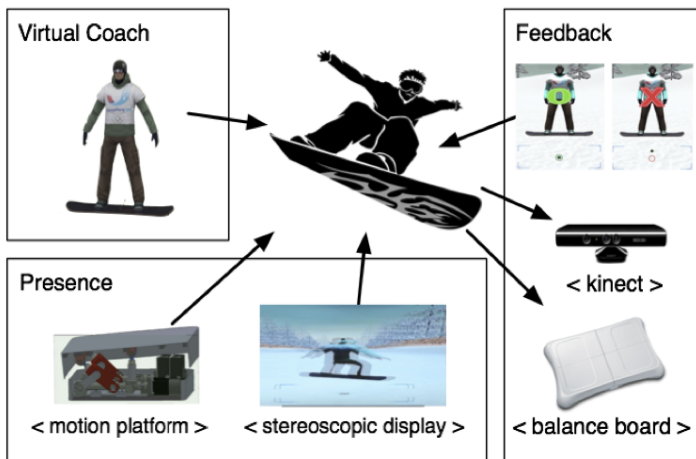 Virtual Coach
Feedback
< kinect >
Presence
< motion platform >
< stereoscopic display >
< balance board >